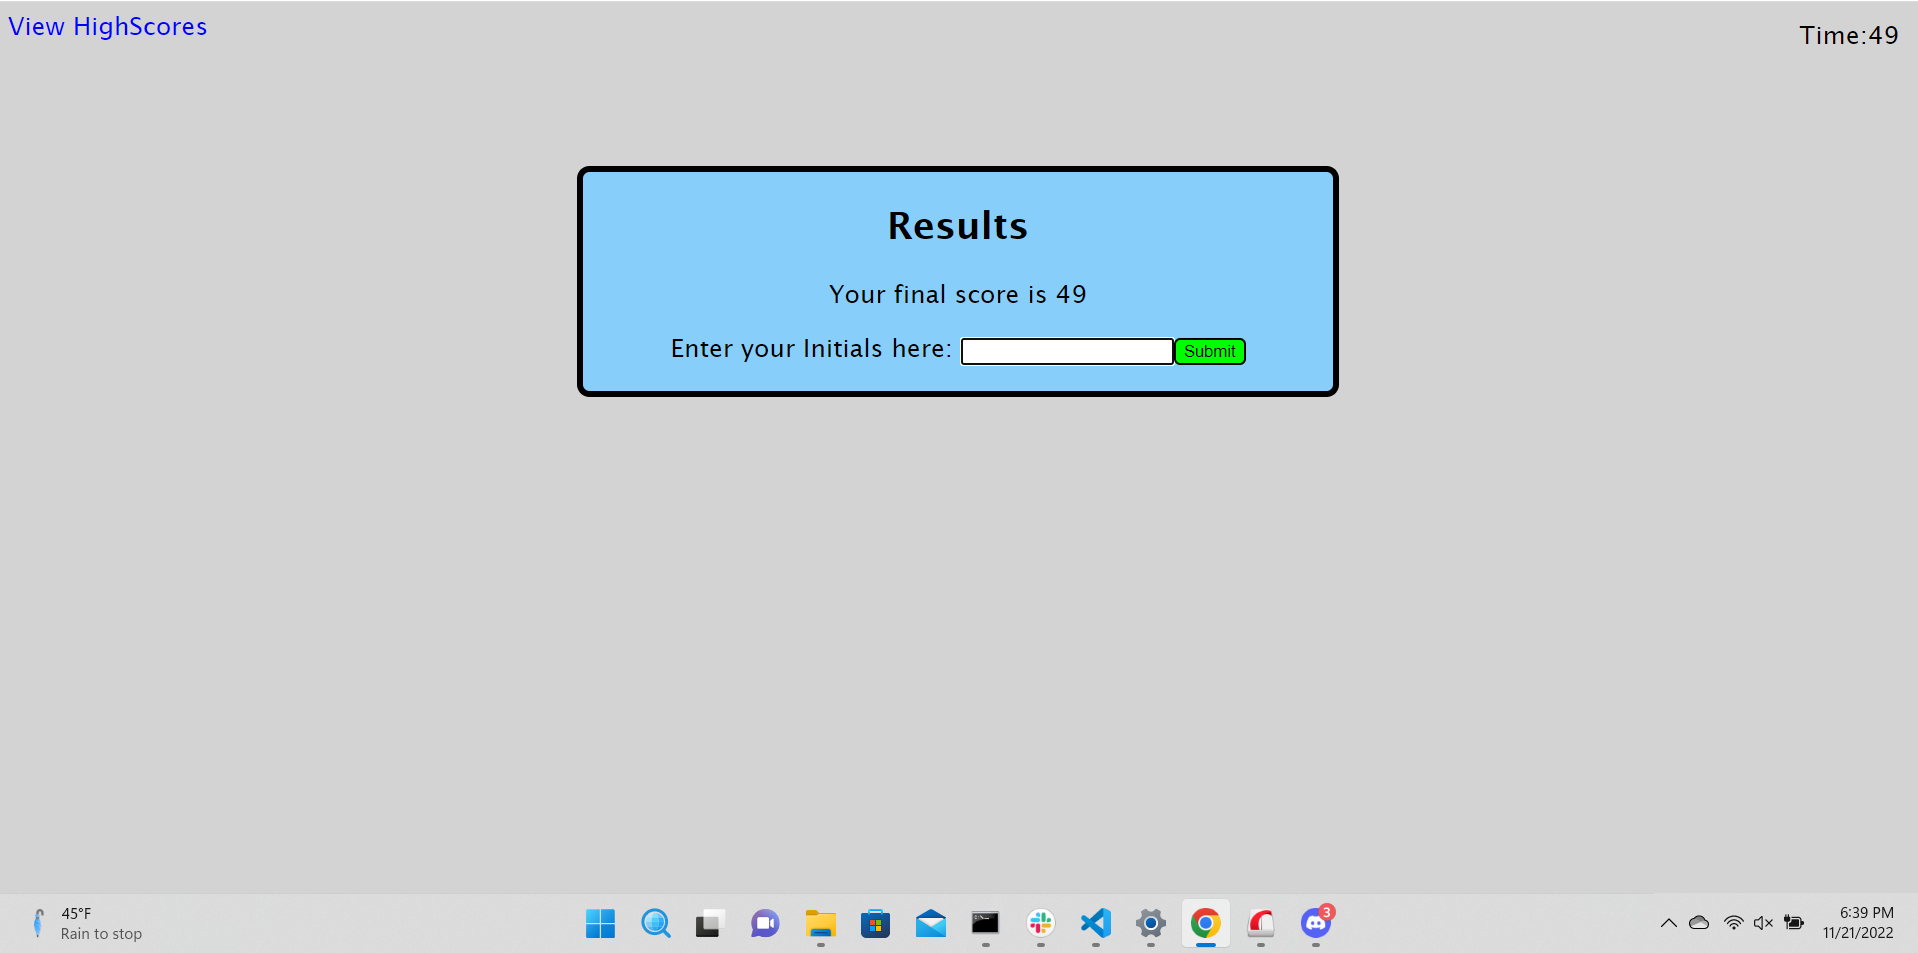 View HighScores
Time:49
Results
Your final score is 49
Enter your Initials here: Submit
45°F
Rain to stop
3
6:39 PM
11/21/2022